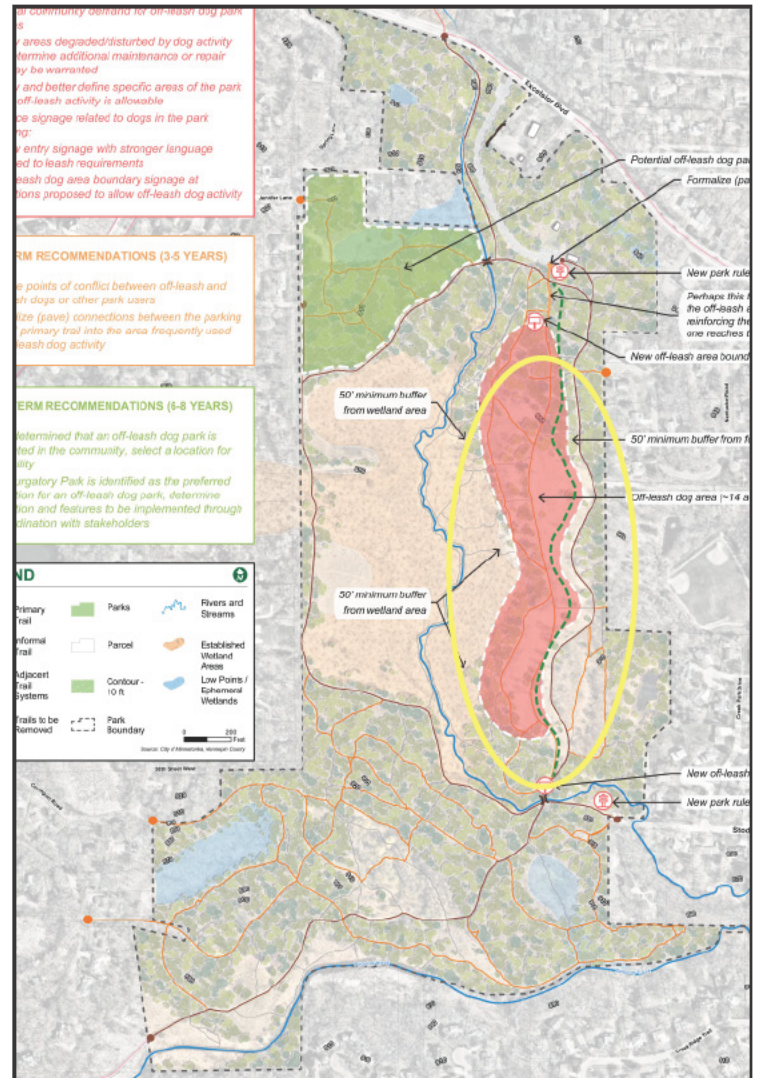 al community demand for off-leash dog park
s
areas degraded/disturbed by dog activity
etermine additional maintenance or repair
ay be warranted
y and better define specific areas of the park
off-leash activity is allowable
ce signage related to dogs in the park
ng:
w entry signage with stronger language
ed to leash requirements
eash dog area boundary signage at
tions proposed to allow off-leash dog activity
RM RECOMMENDATIONS (3-5 YEARS)
e points of conflict between off-leash and
sh dogs or other park users
lize (pave) connections between the parking
primary trail into the area frequently used
leash dog activity
TERM RECOMMENDATIONS (6-8 YEARS)
determined that an off-leash dog park is
ted in the community, select a location for
ility
urgatory Park is identified as the preferred
tion for an off-leash dog park, determine
tion and features to be implemented through
dination with stakeholders
ND
Primary
Trail
Parks
Rivers and
Streams
Informal
Trail
Parcel
Established
Wetland
Areas
Adjacent
Trail
Systems
Contour -
10 ft
Low Points /
Ephemeral
Wetlands
Trails to be
Removed
Park
Boundary
0 200
Feet
Source: City of Minnetonka, Hennepin County
Excelsior Blvd
Jennifer Lane
Potential off-leash dog pa
Formalize (pa
New park rule
Perhaps this t
the off-leash a
reinforcing the
one reaches t
New off-leash area bound
50' minimum buffer
from wetland area
50' minimum buffer from f
Off-leash dog area (~14 a
50' minimum buffer
from wetland area
New off-leash
New park rule